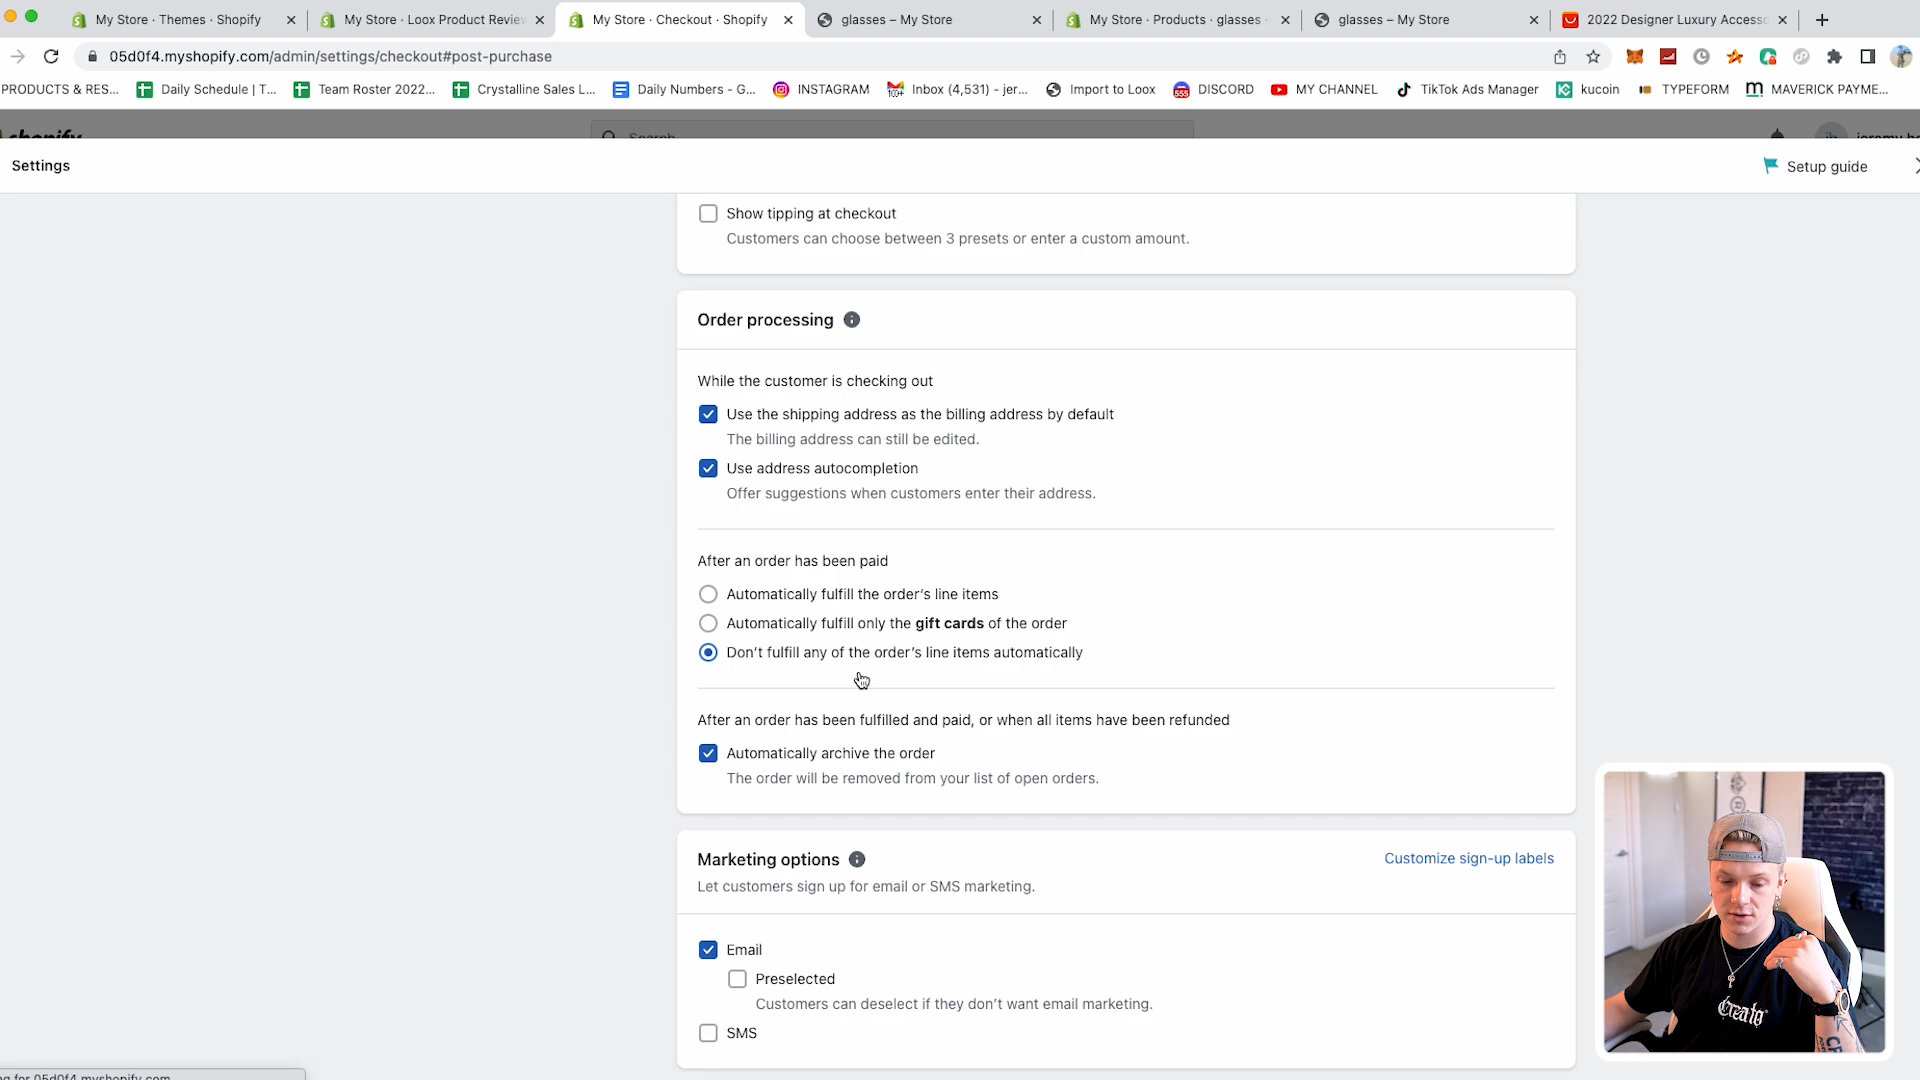 My Store · Themes · Shopify
My Store · Loox Product Review
My Store · Checkout · Shopify
glasses – My Store
My Store · Products · glasses ·
glasses – My Store
2022 Designer Luxury Accesso
05d0f4.myshopify.com/admin/settings/checkout#post-purchase
PRODUCTS & RES...
Daily Schedule | T...
Team Roster 2022...
Crystalline Sales L...
Daily Numbers - G...
INSTAGRAM
Inbox (4,531) - jer...
Import to Loox
DISCORD
MY CHANNEL
TikTok Ads Manager
kucoin
TYPEFORM
MAVERICK PAYME...
shopify
Search
Settings
Setup guide
Show tipping at checkout
Customers can choose between 3 presets or enter a custom amount.
Order processing
While the customer is checking out
Use the shipping address as the billing address by default
The billing address can still be edited.
Use address autocompletion
Offer suggestions when customers enter their address.
After an order has been paid
Automatically fulfill the order's line items
Automatically fulfill only the gift cards of the order
Don't fulfill any of the order's line items automatically
After an order has been fulfilled and paid, or when all items have been refunded
Automatically archive the order
The order will be removed from your list of open orders.
Marketing options
Customize sign-up labels
Let customers sign up for email or SMS marketing.
Email
Preselected
Customers can deselect if they don't want email marketing.
SMS
for 05d0f4.myshopify.com